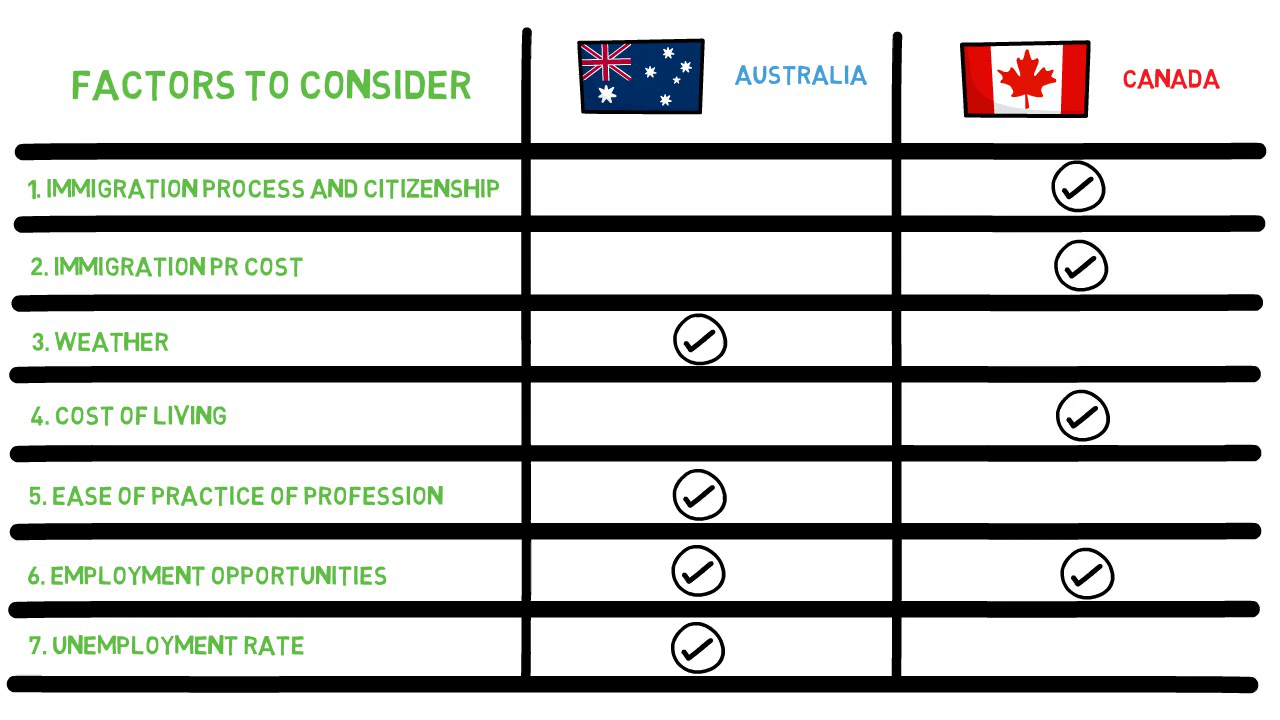 FACTORS TO CONSIDER
AUSTRALIA
CANADA
1. IMMIGRATION PROCESS AND CITIZENSHIP
2. IMMIGRATION PR COST
3. WEATHER
4. COST OF LIVING
5. EASE OF PRACTICE OF PROFESSION
6. EMPLOYMENT OPPORTUNITIES
7. UNEMPLOYMENT RATE